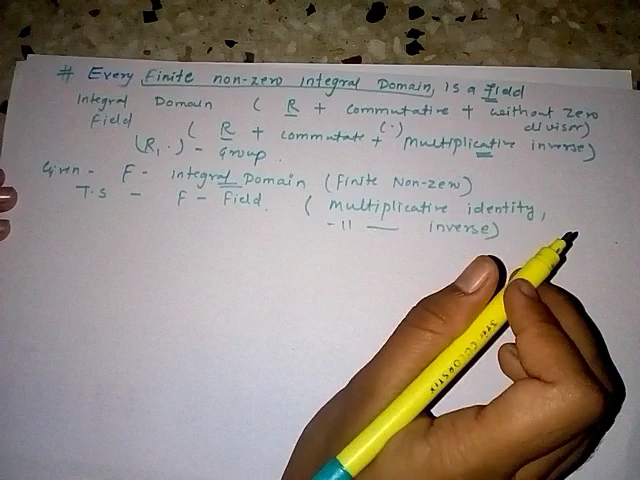 # Every finite non-zero integral Domain, is a field
Integral Domain ( R + commutative + without zero divisor)
Field ( R + commutate + (·) multiplicative inverse)
(R, ·) - Group.
Given - F - integral Domain (Finite Non-zero)
T.S - F - Field. ( multiplicative identity,
-11- inverse)
COLORSTIX